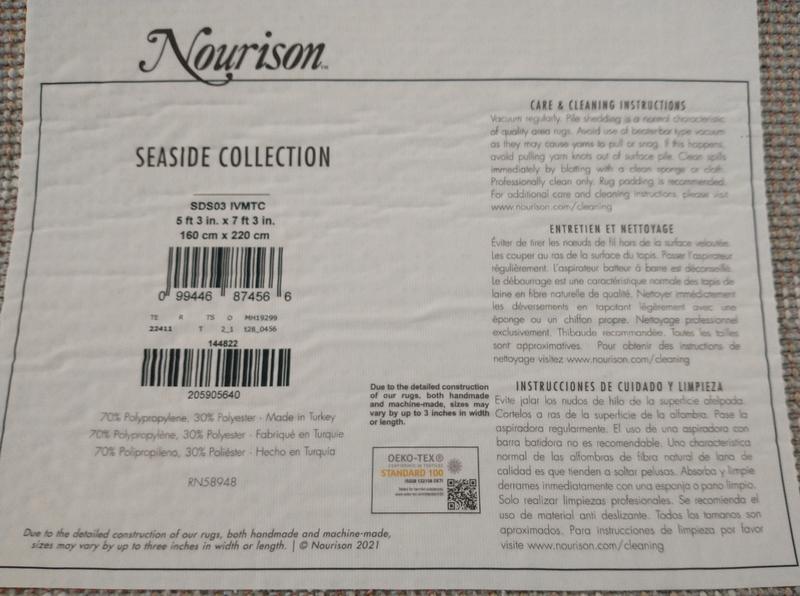 Nourison™
SEASIDE COLLECTION
SDS03 IVMTC
5 ft 3 in. x 7 ft 3 in.
160 cm x 220 cm
0 99446 87456 6
TE R TS O MH19299
22411 T 2_1 t28_0456
144822
205905640
70% Polypropylene, 30% Polyester - Made in Turkey
70% Polypropylène, 30% Polyester - Fabriqué en Turquie
70% Polipropileno, 30% Poliéster - Hecho en Turquía
RN58948
Due to the detailed construction of our rugs, both handmade and machine-made,
sizes may vary by up to three inches in width or length. | © Nourison 2021
Due to the detailed construction
of our rugs, both handmade
and machine-made, sizes may
vary by up to 3 inches in width
or length.
OEKO-TEX®
CONFIDENCE IN TEXTILES
STANDARD 100
CARE & CLEANING INSTRUCTIONS
Vacuum regularly. Pile shedding is a normal characteristic
of quality area rugs. Avoid use of beater-bar type vacuum
as they may cause yarns to pull or snag. If this happens,
avoid pulling yarn knots out of surface pile. Clean spills
immediately by blotting with a clean sponge or cloth.
Professionally clean only. Rug padding is recommended.
For additional care and cleaning instructions, please visit
www.nourison.com/cleaning
ENTRETIEN ET NETTOYAGE
Éviter de tirer les nœuds de fil hors de la surface veloutée.
Les couper au ras de la surface du tapis. Passer l'aspirateur
régulièrement. L'aspirateur batteur à barre est déconseillé.
Le débourrage est une caractéristique normale des tapis de
laine en fibre naturelle de qualité. Nettoyer immédiatement
les déversements en tapotant légèrement avec une
éponge ou un chiffon propre. Nettoyage professionnel
exclusivement. Thibaude recommandée. Toutes les tailles
sont approximatives. Pour obtenir des instructions de
nettoyage visitez www.nourison.com/cleaning
INSTRUCCIONES DE CUIDADO Y LIMPIEZA
Evite jalar los nudos de hilo de la superficie afelpada.
Cortelos a ras de la superficie de la alfombra. Pase la
aspiradora regularmente. El uso de una aspiradora con
barra batidora no es recomendable. Una characteristica
normal de las alfombras de fibra natural de lana de
calidad es que tienden a soltar pelusas. Absorba y limpie
derrames immediatamente con una esponja o pano limpio.
Solo realizar limpiezas profesionales. Se recomienda el
uso de material anti deslizante. Todos los tamanos son
aproximados. Para instrucciones de limpieza por favor
visite www.nourison.com/cleaning